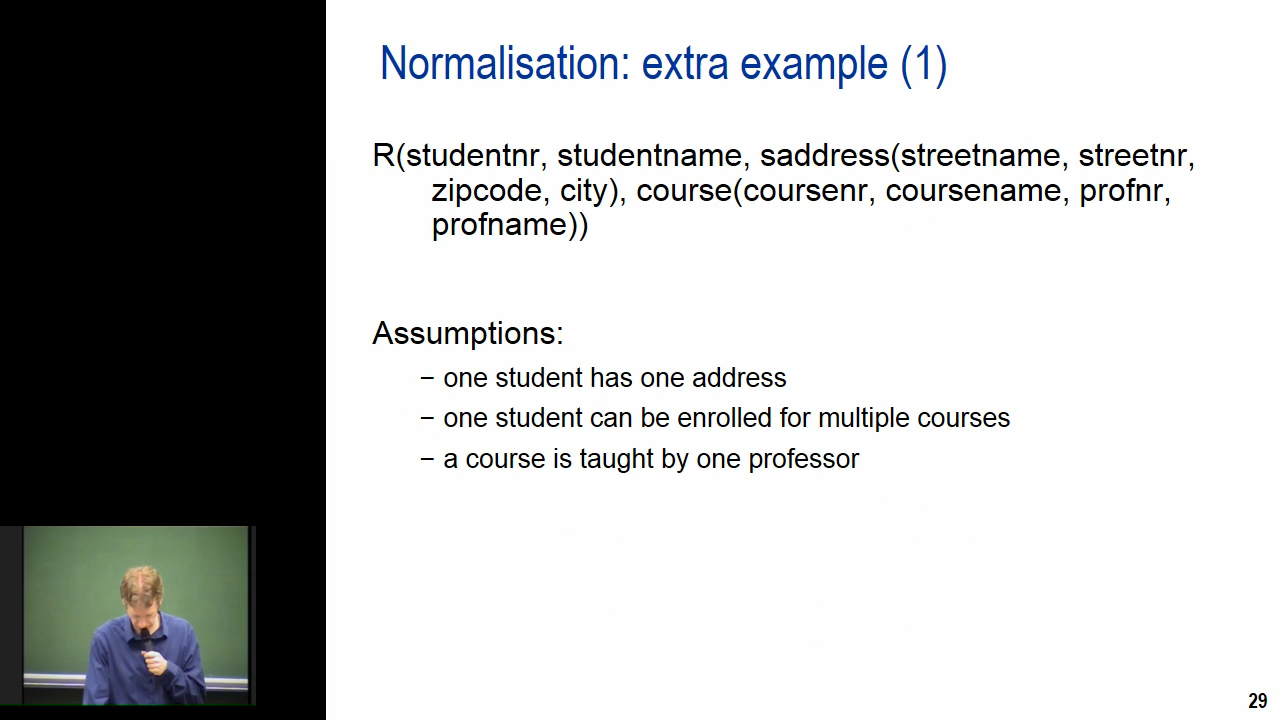 Normalisation: extra example (1)
R(studentnr, studentname, saddress(streetname, streetnr,
zipcode, city), course(coursenr, coursename, profnr,
profname))
Assumptions:
− one student has one address
− one student can be enrolled for multiple courses
− a course is taught by one professor
29